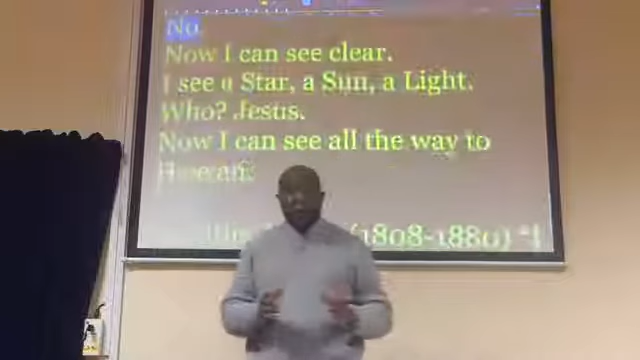 No.
Now I can see clear.
I see a Star, a Sun, a Light.
Who? Jesus.
Now I can see all the way to
(1808-1880)